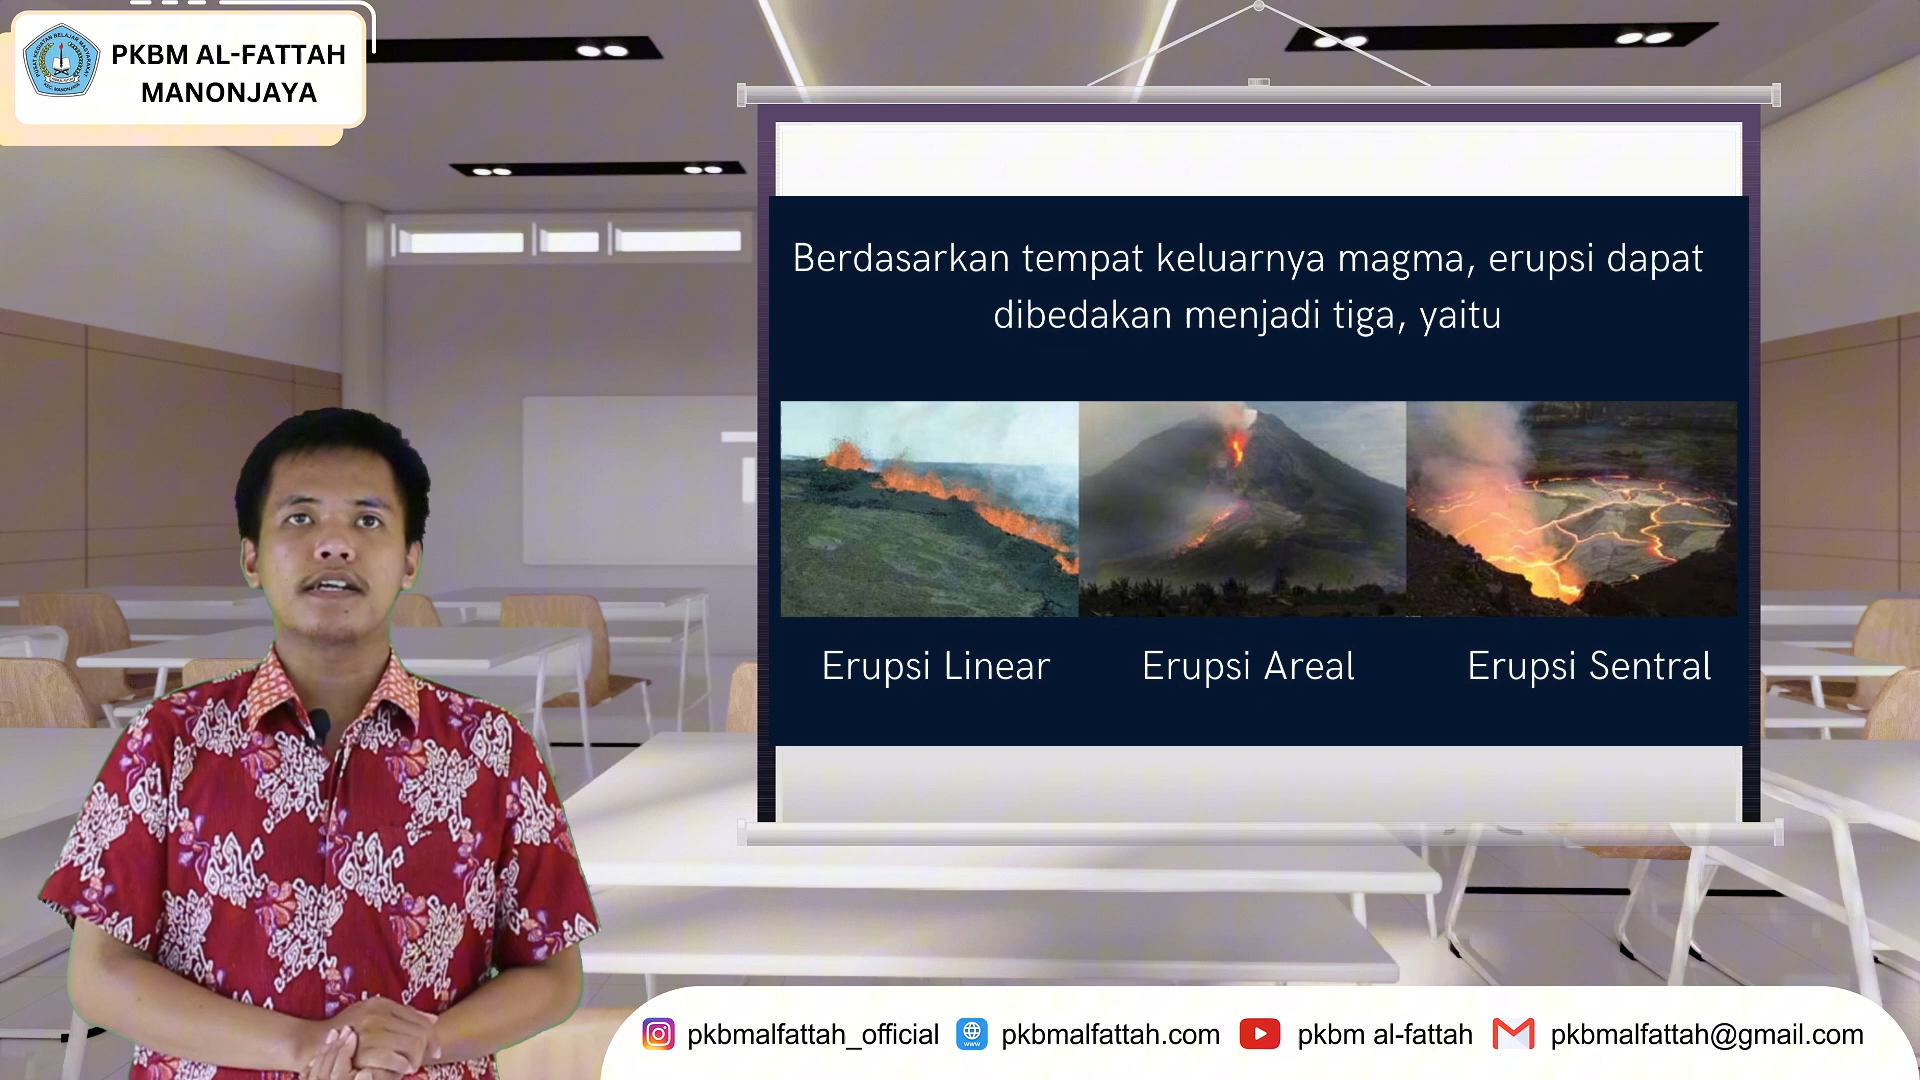 PKBM AL-FATTAH
MANONJAYA
Berdasarkan tempat keluarnya magma, erupsi dapat
dibedakan menjadi tiga, yaitu
Erupsi Linear
Erupsi Areal
Erupsi Sentral
pkbmalfattah_official
pkbmalfattah.com
pkbm al-fattah
pkbmalfattah@gmail.com